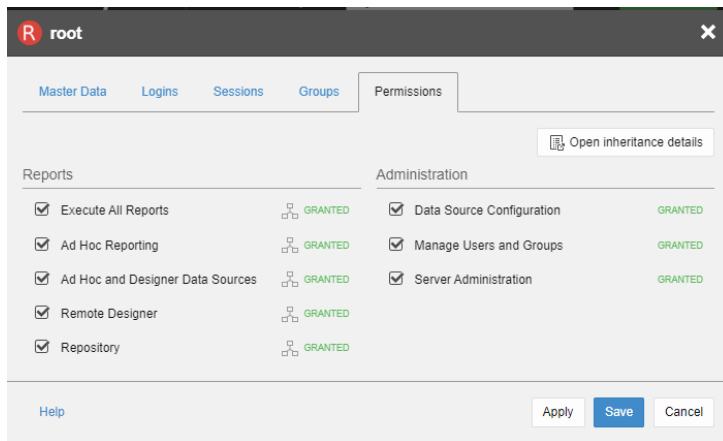 R root
Master Data Logins Sessions Groups Permissions
Open inheritance details
Reports
Execute All Reports GRANTED
Ad Hoc Reporting GRANTED
Ad Hoc and Designer Data Sources GRANTED
Remote Designer GRANTED
Repository GRANTED
Administration
Data Source Configuration GRANTED
Manage Users and Groups GRANTED
Server Administration GRANTED
Help Apply Save Cancel